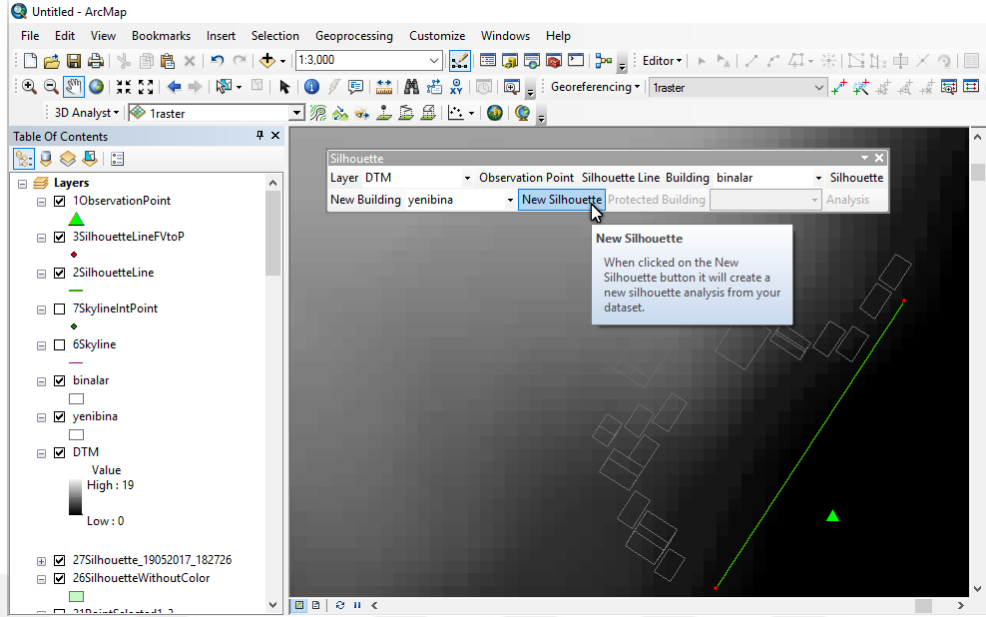 Untitled - ArcMap
File Edit View Bookmarks Insert Selection Geoprocessing Customize Windows Help
1:3,000 Editor
Georeferencing 1raster
3D Analyst 1raster
Table Of Contents
Layers
1ObservationPoint
3SilhouetteLineFVtoP
2SilhouetteLine
7SkylineIntPoint
6Skyline
binalar
yenibina
DTM
Value
High : 19
Low : 0
27Silhouette_19052017_182726
26SilhouetteWithoutColor
Silhouette
Layer DTM Observation Point Silhouette Line Building binalar Silhouette
New Building yenibina New Silhouette Protected Building Analysis
New Silhouette
When clicked on the New
Silhouette button it will create a
new silhouette analysis from your
dataset.